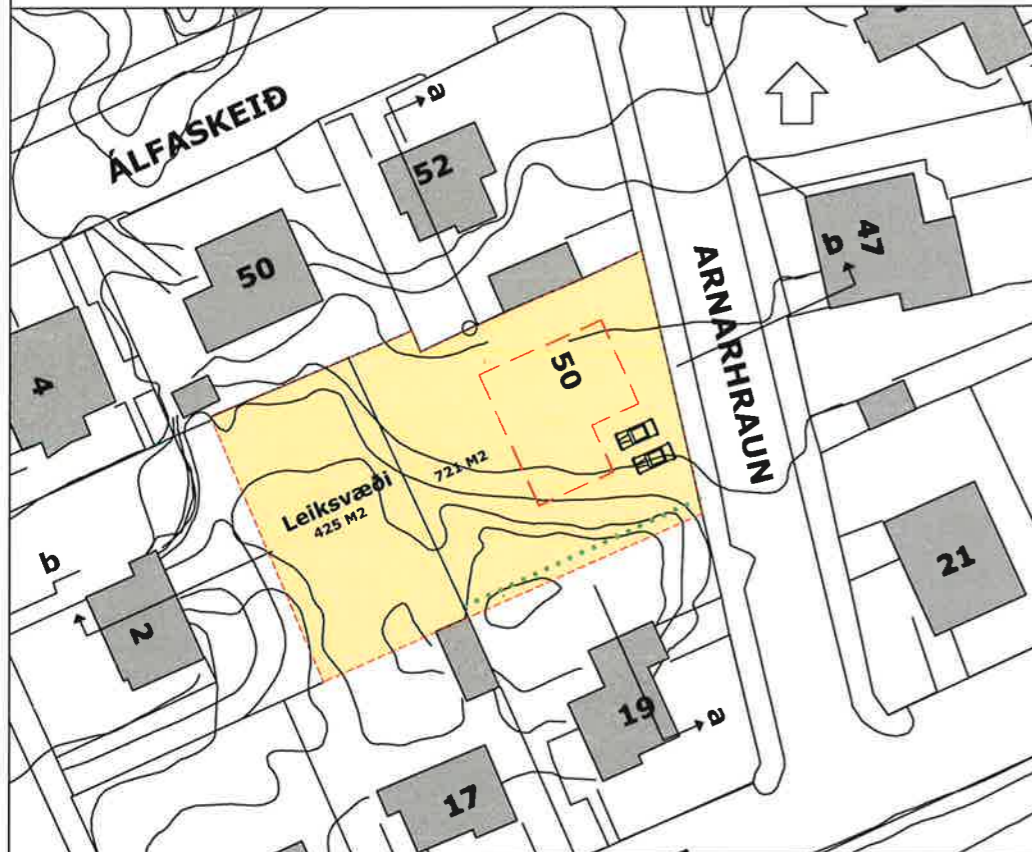 ÁLFASKEIÐ
a
52
50
47
b
ARNARHRAUN
50
4
721 M2
Leiksvæði
425 M2
21
b
2
19
a
17